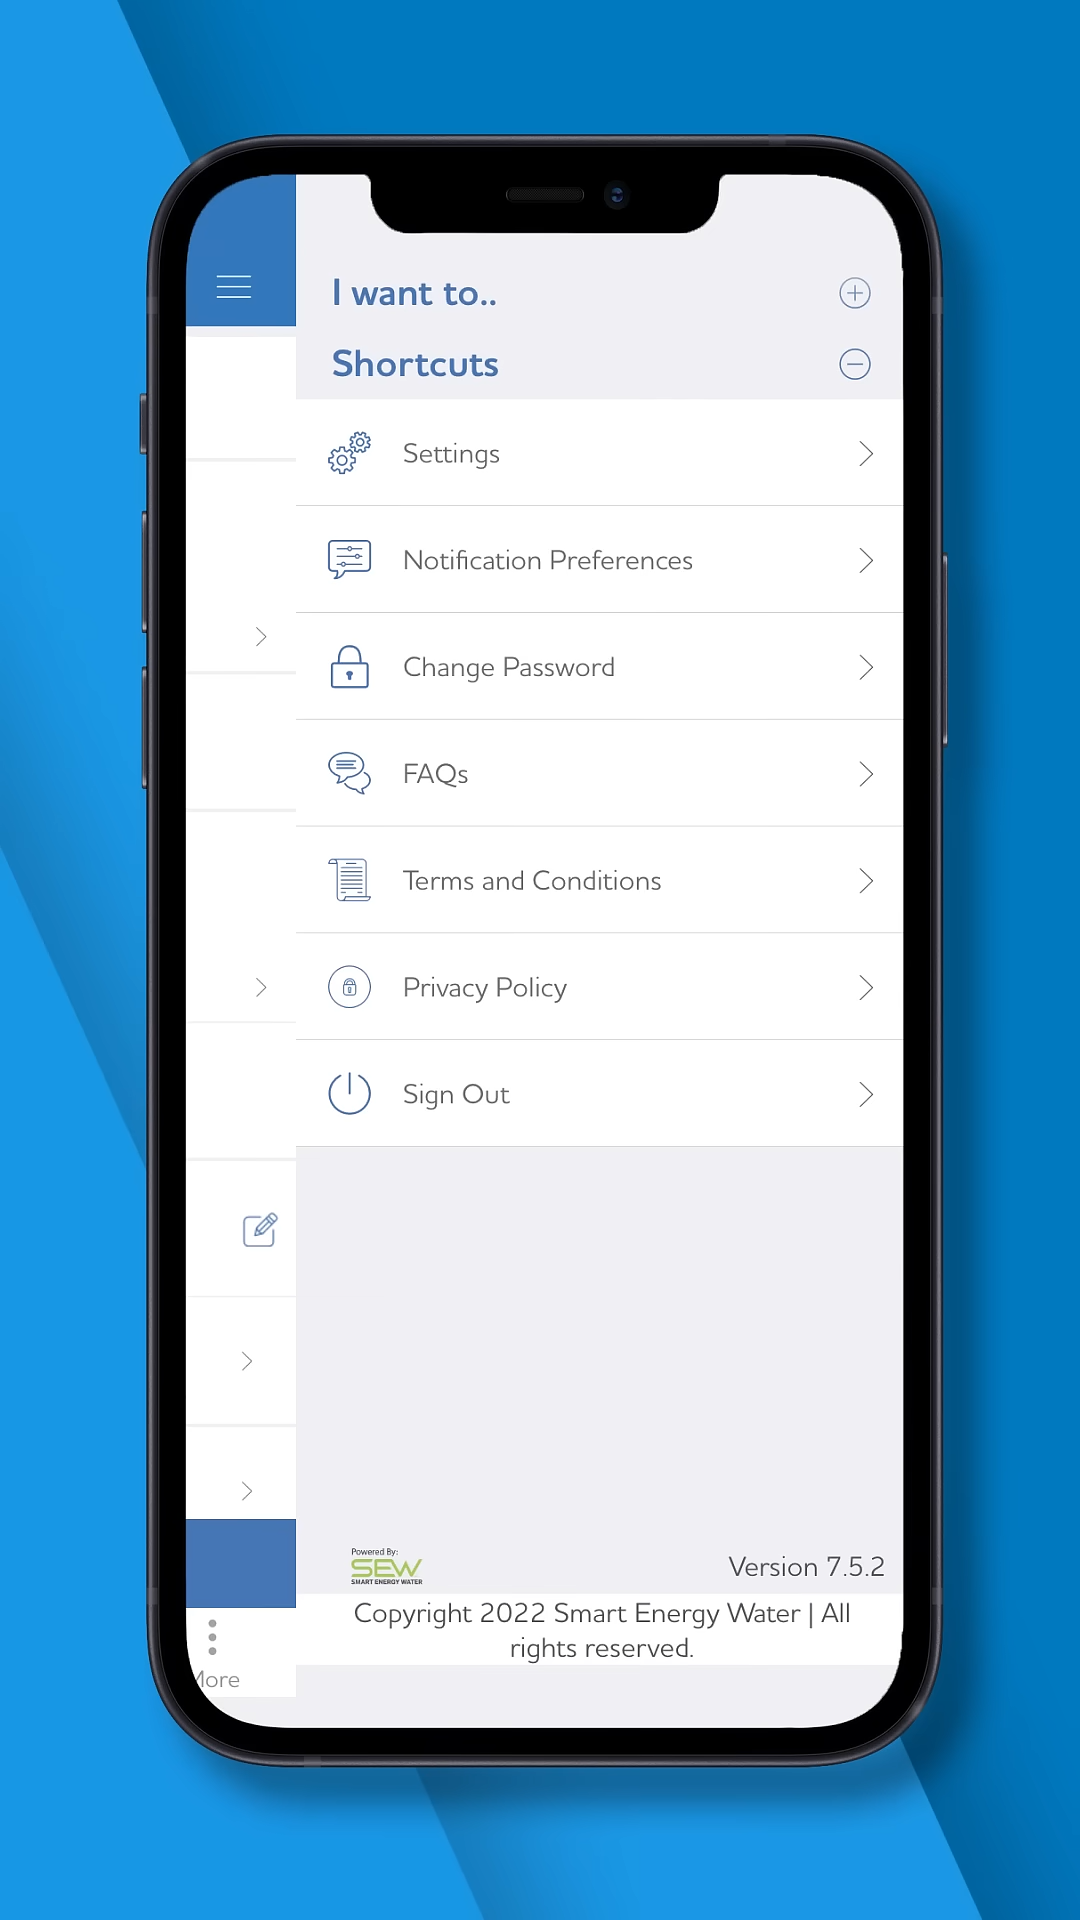 I want to..
Shortcuts
Settings
Notification Preferences
Change Password
FAQs
Terms and Conditions
Privacy Policy
Sign Out
Powered By:
SEW
SMART ENERGY WATER
Version 7.5.2
Copyright 2022 Smart Energy Water | All
rights reserved.
More